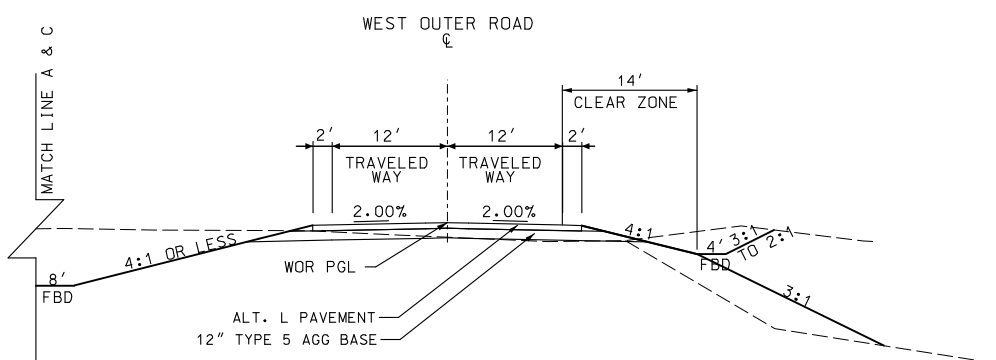 WEST OUTER ROAD
℄
MATCH LINE A & C
14'
CLEAR ZONE
2'
12'
12'
2'
TRAVELED
WAY
TRAVELED
WAY
2.00%
2.00%
4:1 OR LESS
4:1
4'
FBD
3:1
TO 2:1
WOR PGL
8'
FBD
3:1
ALT. L PAVEMENT
12" TYPE 5 AGG BASE